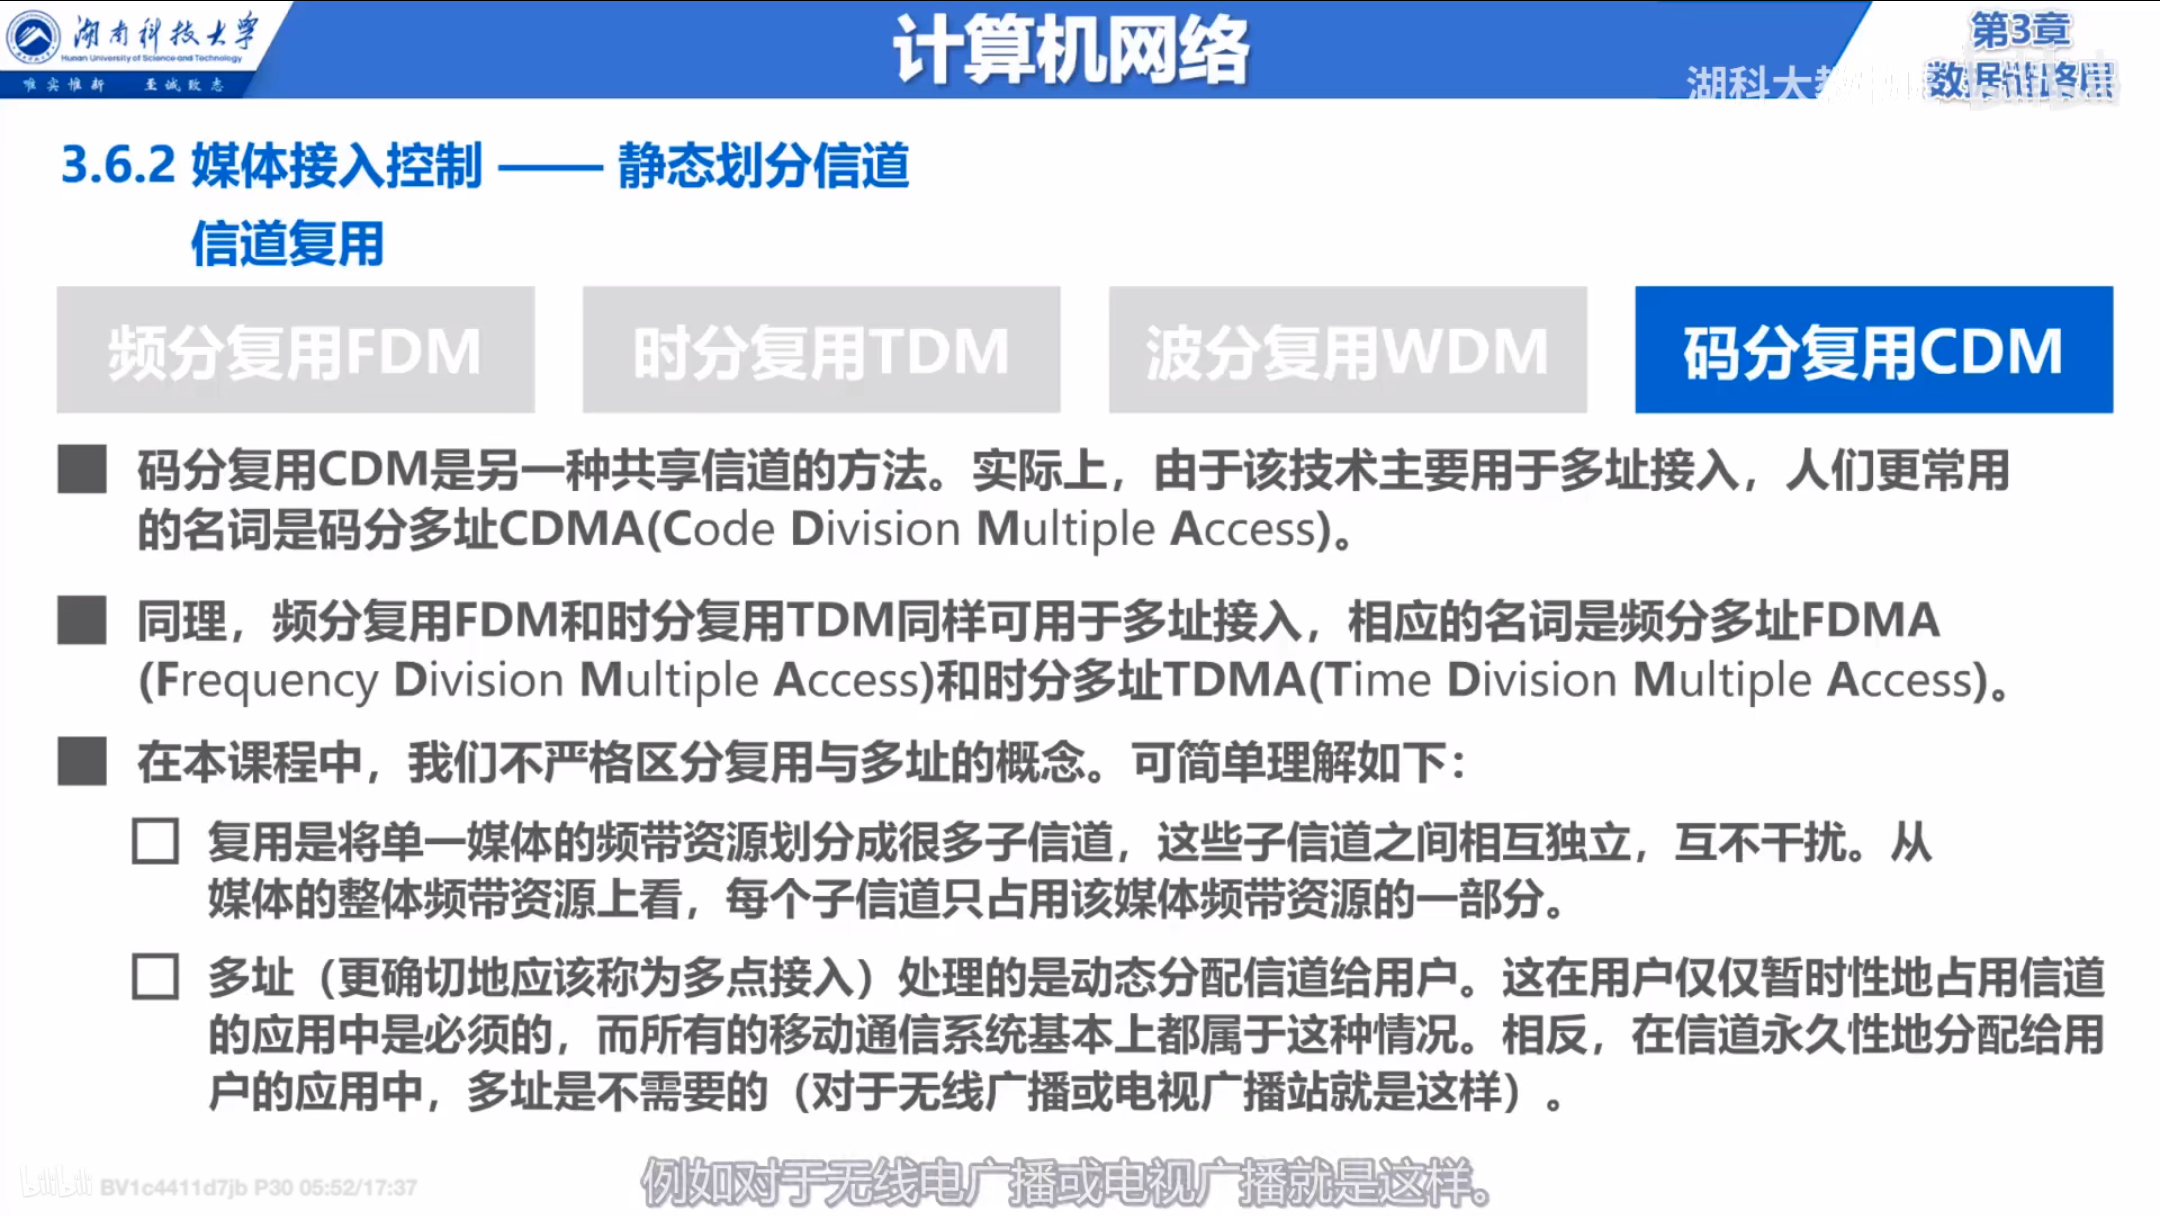 湖南科技大学
Hunan University of Science and Technology
唯实惟新 至诚致志
计算机网络
第3章
湖科大教
数据链路层
3.6.2 媒体接入控制 —— 静态划分信道
信道复用
频分复用FDM
时分复用TDM
波分复用WDM
码分复用CDM
码分复用CDM是另一种共享信道的方法。实际上，由于该技术主要用于多址接入，人们更常用
的名词是码分多址CDMA(Code Division Multiple Access)。
同理，频分复用FDM和时分复用TDM同样可用于多址接入，相应的名词是频分多址FDMA
(Frequency Division Multiple Access)和时分多址TDMA(Time Division Multiple Access)。
在本课程中，我们不严格区分复用与多址的概念。可简单理解如下：
复用是将单一媒体的频带资源划分成很多子信道，这些子信道之间相互独立，互不干扰。从
媒体的整体频带资源上看，每个子信道只占用该媒体频带资源的一部分。
多址（更确切地应该称为多点接入）处理的是动态分配信道给用户。这在用户仅仅暂时性地占用信道
的应用中是必须的，而所有的移动通信系统基本上都属于这种情况。相反，在信道永久性地分配给用
户的应用中，多址是不需要的（对于无线广播或电视广播站就是这样）。
例如对于无线电广播或电视广播就是这样。
bilibili BV1c4411d7jb P30 05:52/17:37